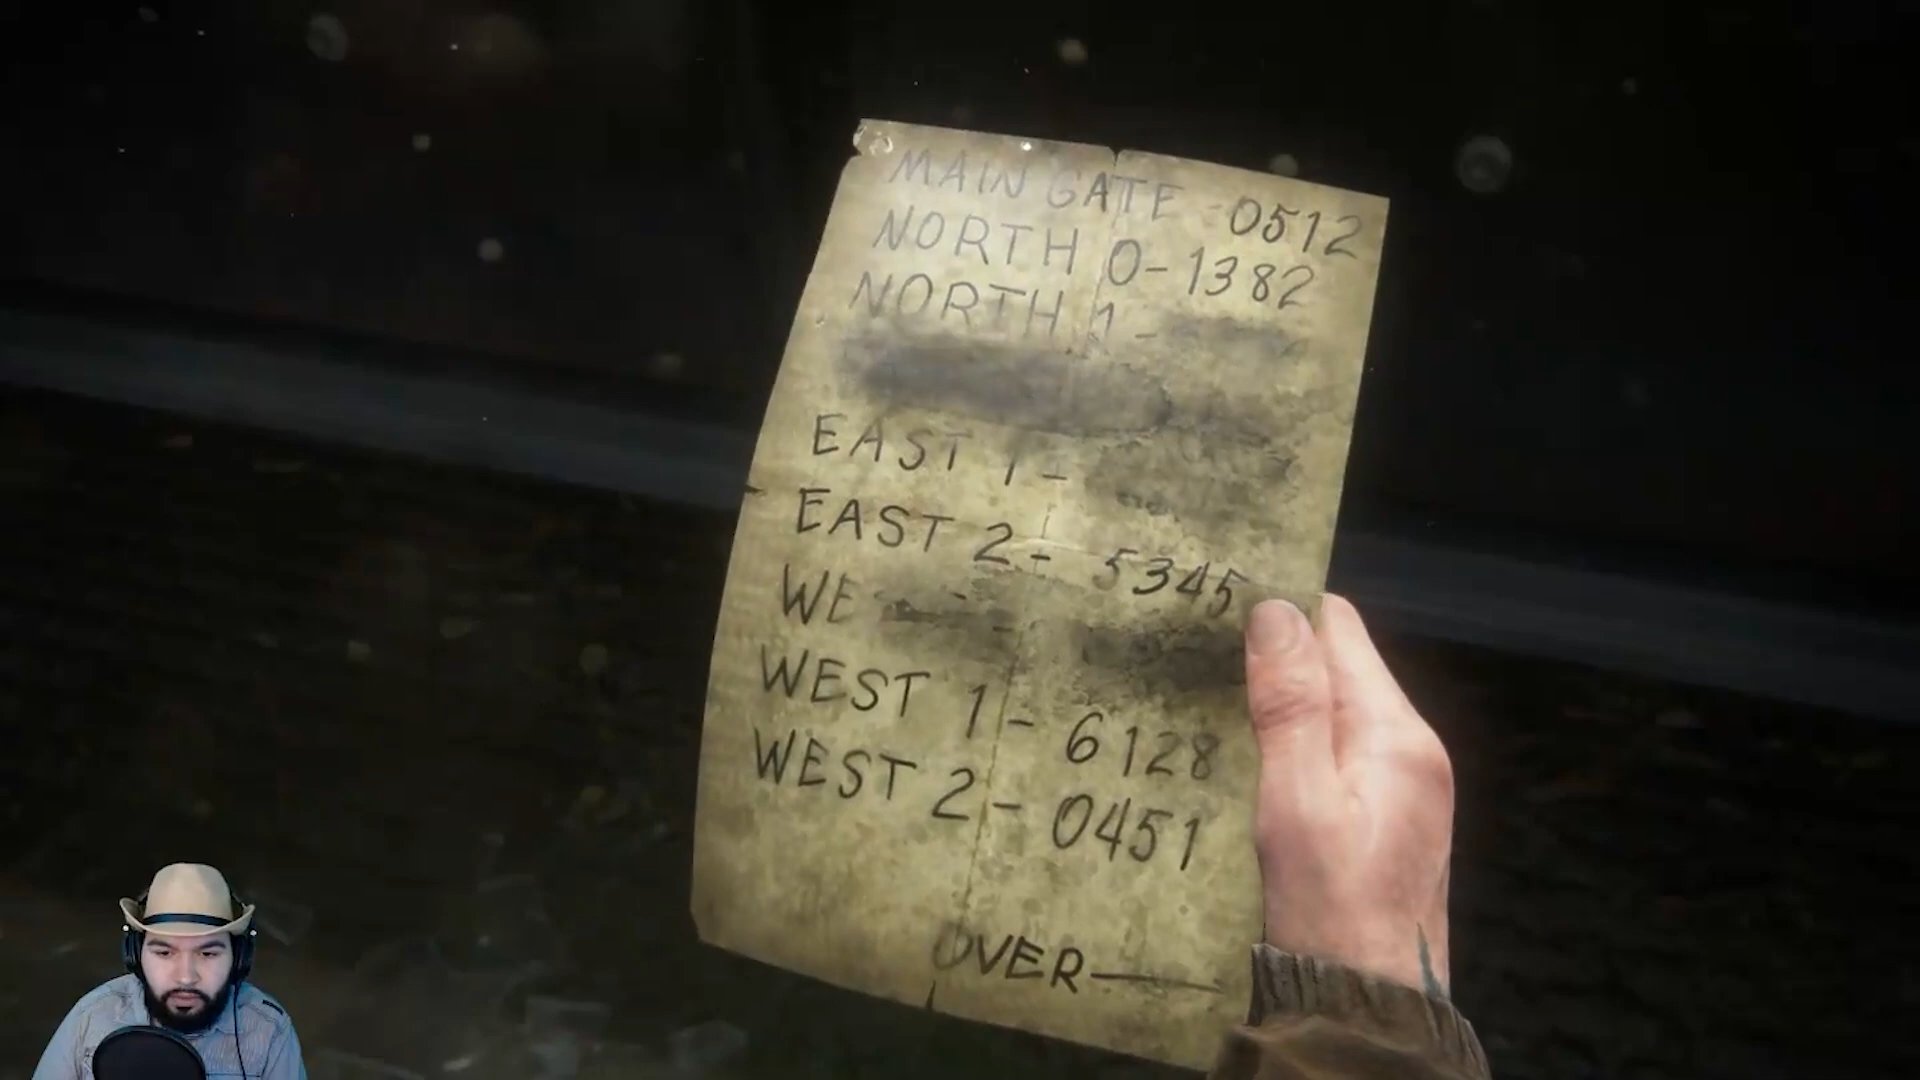 MAIN GATE - 0512
NORTH 0- 1382
NORTH 1 -
EAST 1 -
EAST 2 - 5345
WE
WEST 1 - 6128
WEST 2 - 0451
OVER